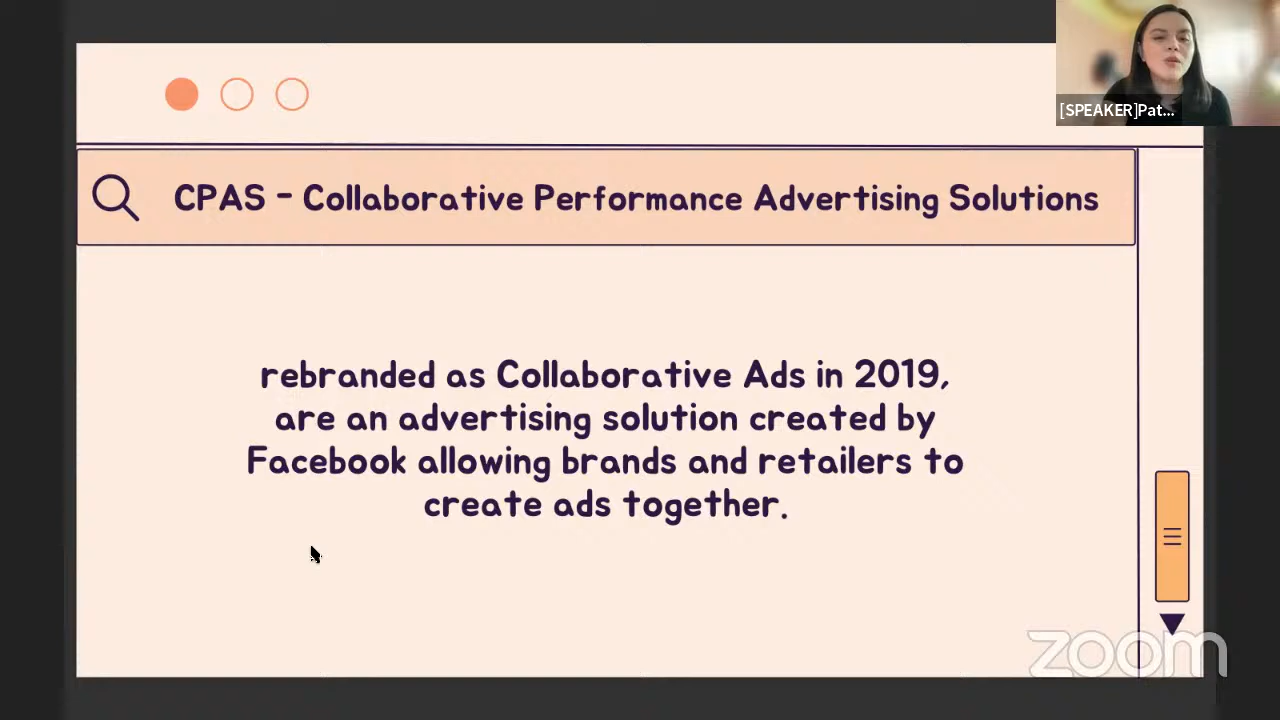 [SPEAKER]Pat...
CPAS - Collaborative Performance Advertising Solutions
rebranded as Collaborative Ads in 2019,
are an advertising solution created by
Facebook allowing brands and retailers to
create ads together.
zoom